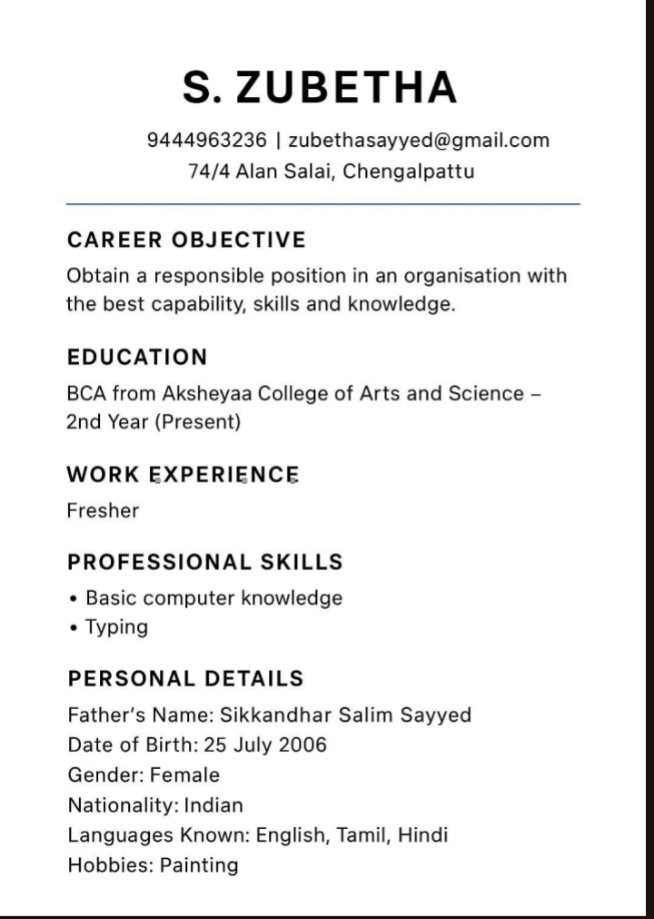 S. ZUBETHA
9444963236 | zubethasayyed@gmail.com
74/4 Alan Salai, Chengalpattu
CAREER OBJECTIVE
Obtain a responsible position in an organisation with
the best capability, skills and knowledge.
EDUCATION
BCA from Aksheyaa College of Arts and Science –
2nd Year (Present)
WORK EXPERIENCE
Fresher
PROFESSIONAL SKILLS
• Basic computer knowledge
• Typing
PERSONAL DETAILS
Father’s Name: Sikkandhar Salim Sayyed
Date of Birth: 25 July 2006
Gender: Female
Nationality: Indian
Languages Known: English, Tamil, Hindi
Hobbies: Painting